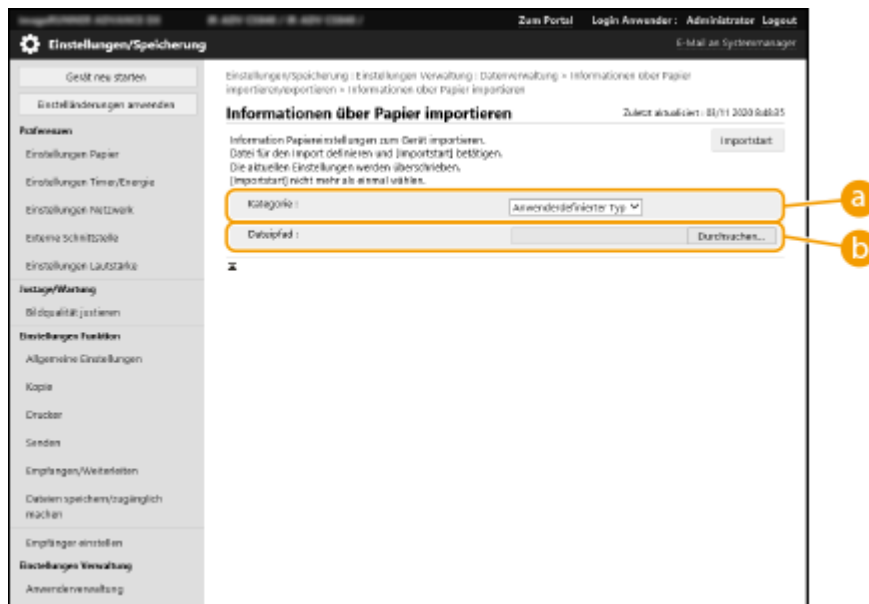 Zum Portal Login Anwender: Administrator Logout
Einstellungen/Speicherung
E-Mail an Systemmanager
Gerät neu starten
Einstelländerungen anwenden
Präferenzen
Einstellungen Papier
Einstellungen Timer/Energie
Einstellungen Netzwerk
Externe Schnittstelle
Einstellungen Lautstärke
Justage/Wartung
Bildqualität justieren
Einstellungen Funktion
Allgemeine Einstellungen
Kopie
Drucker
Senden
Empfangen/Weiterleiten
Dateien speichern/zugänglich
machen
Empfänger einstellen
Einstellungen Verwaltung
Anwenderverwaltung
Einstellungen/Speicherung : Einstellungen Verwaltung : Datenverwaltung > Informationen über Papier
importieren/exportieren > Informationen über Papier importieren
Informationen über Papier importieren
Zuletzt aktualisiert : 03/11 2020
Information Papiereinstellungen zum Gerät importieren.
Datei für den Import definieren und [Importstart] betätigen.
Die aktuellen Einstellungen werden überschrieben.
[Importstart] nicht mehr als einmal wählen.
Importstart
Kategorie :
Anwenderdefinierter Typ
a
Dateipfad :
Durchsuchen...
b